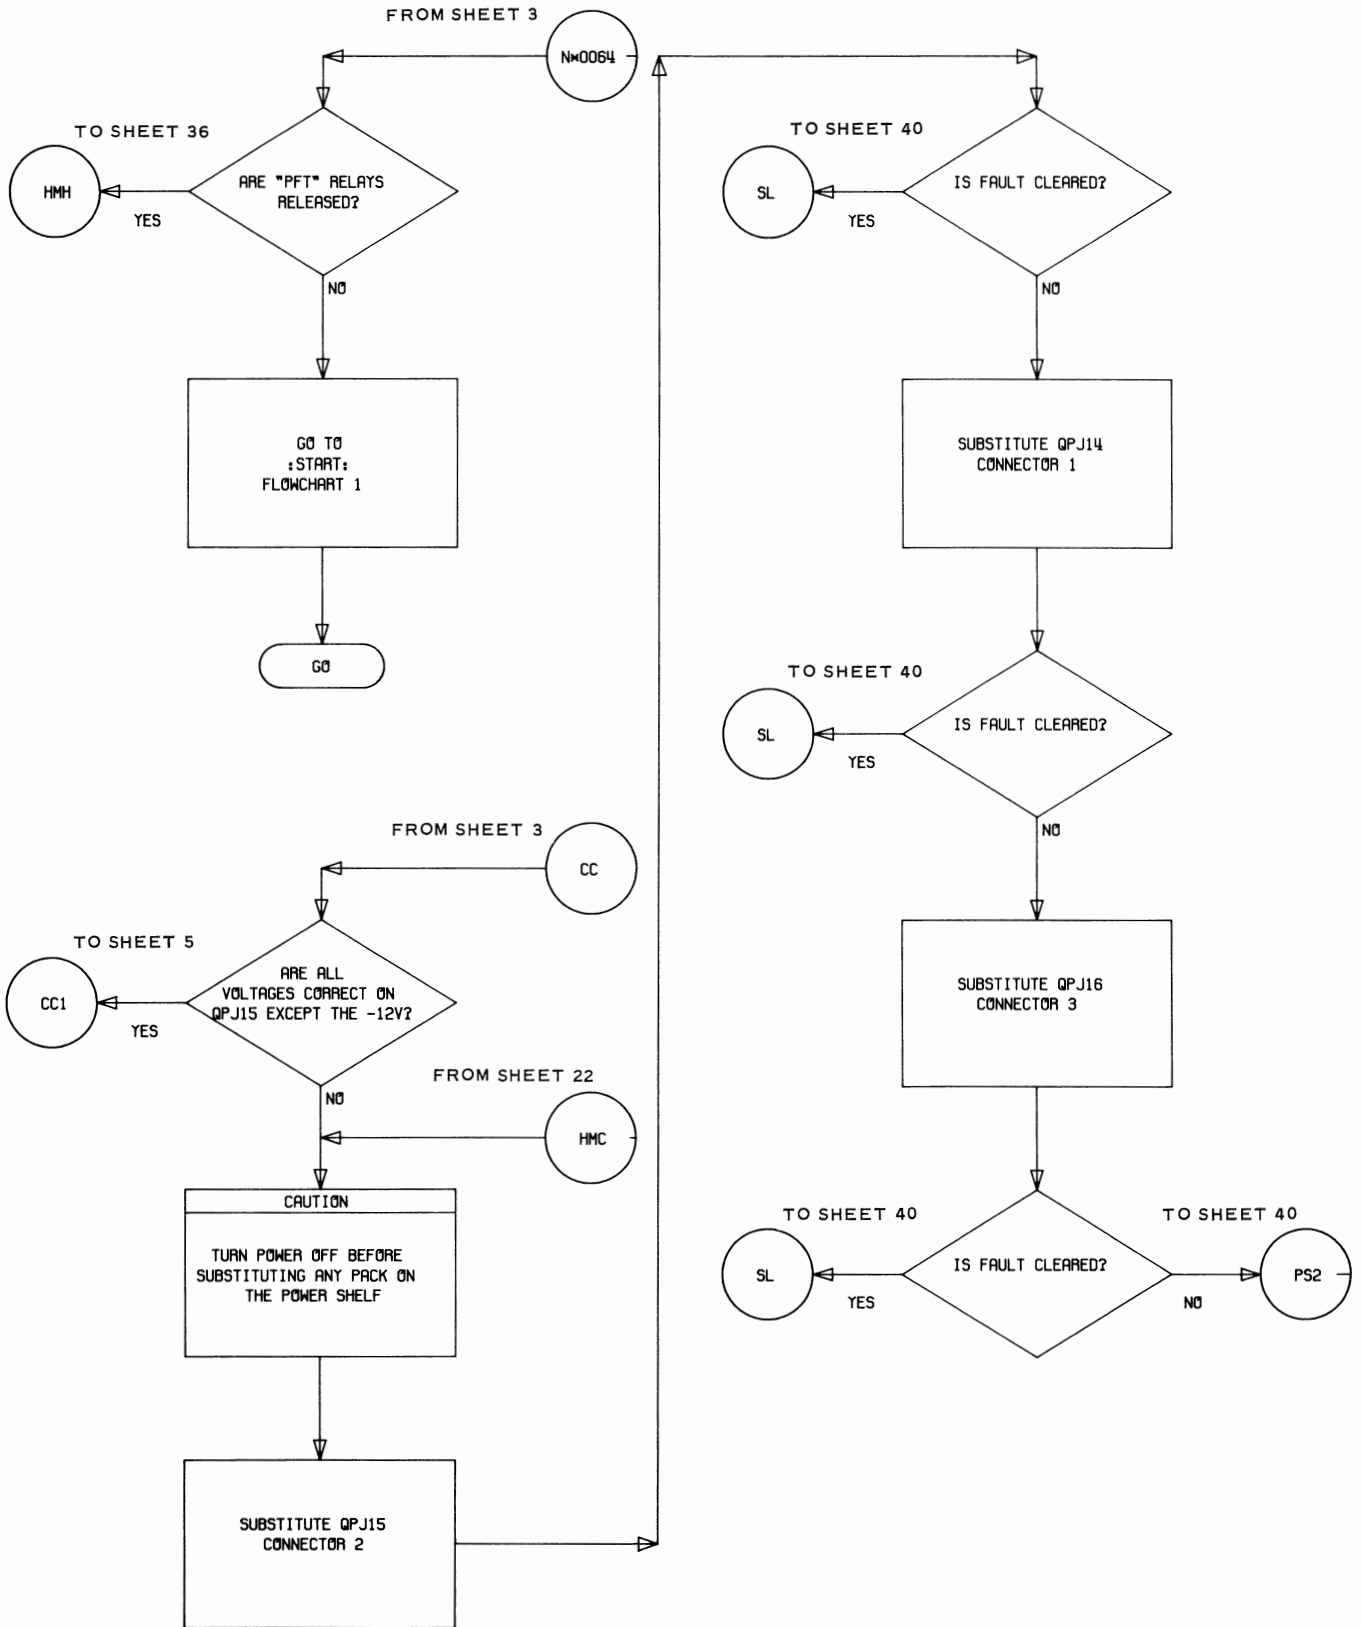 FROM SHEET 3
N*0064
TO SHEET 36
HMH
YES
ARE "PFT" RELAYS
RELEASED?
NO
GO TO
:START:
FLOWCHART 1
GO
FROM SHEET 3
CC
TO SHEET 5
CC1
YES
ARE ALL
VOLTAGES CORRECT ON
QPJ15 EXCEPT THE -12V?
NO
FROM SHEET 22
HMC
CAUTION
TURN POWER OFF BEFORE
SUBSTITUTING ANY PACK ON
THE POWER SHELF
SUBSTITUTE QPJ15
CONNECTOR 2
TO SHEET 40
SL
YES
IS FAULT CLEARED?
NO
SUBSTITUTE QPJ14
CONNECTOR 1
TO SHEET 40
SL
YES
IS FAULT CLEARED?
NO
SUBSTITUTE QPJ16
CONNECTOR 3
TO SHEET 40
SL
YES
IS FAULT CLEARED?
TO SHEET 40
NO
PS2